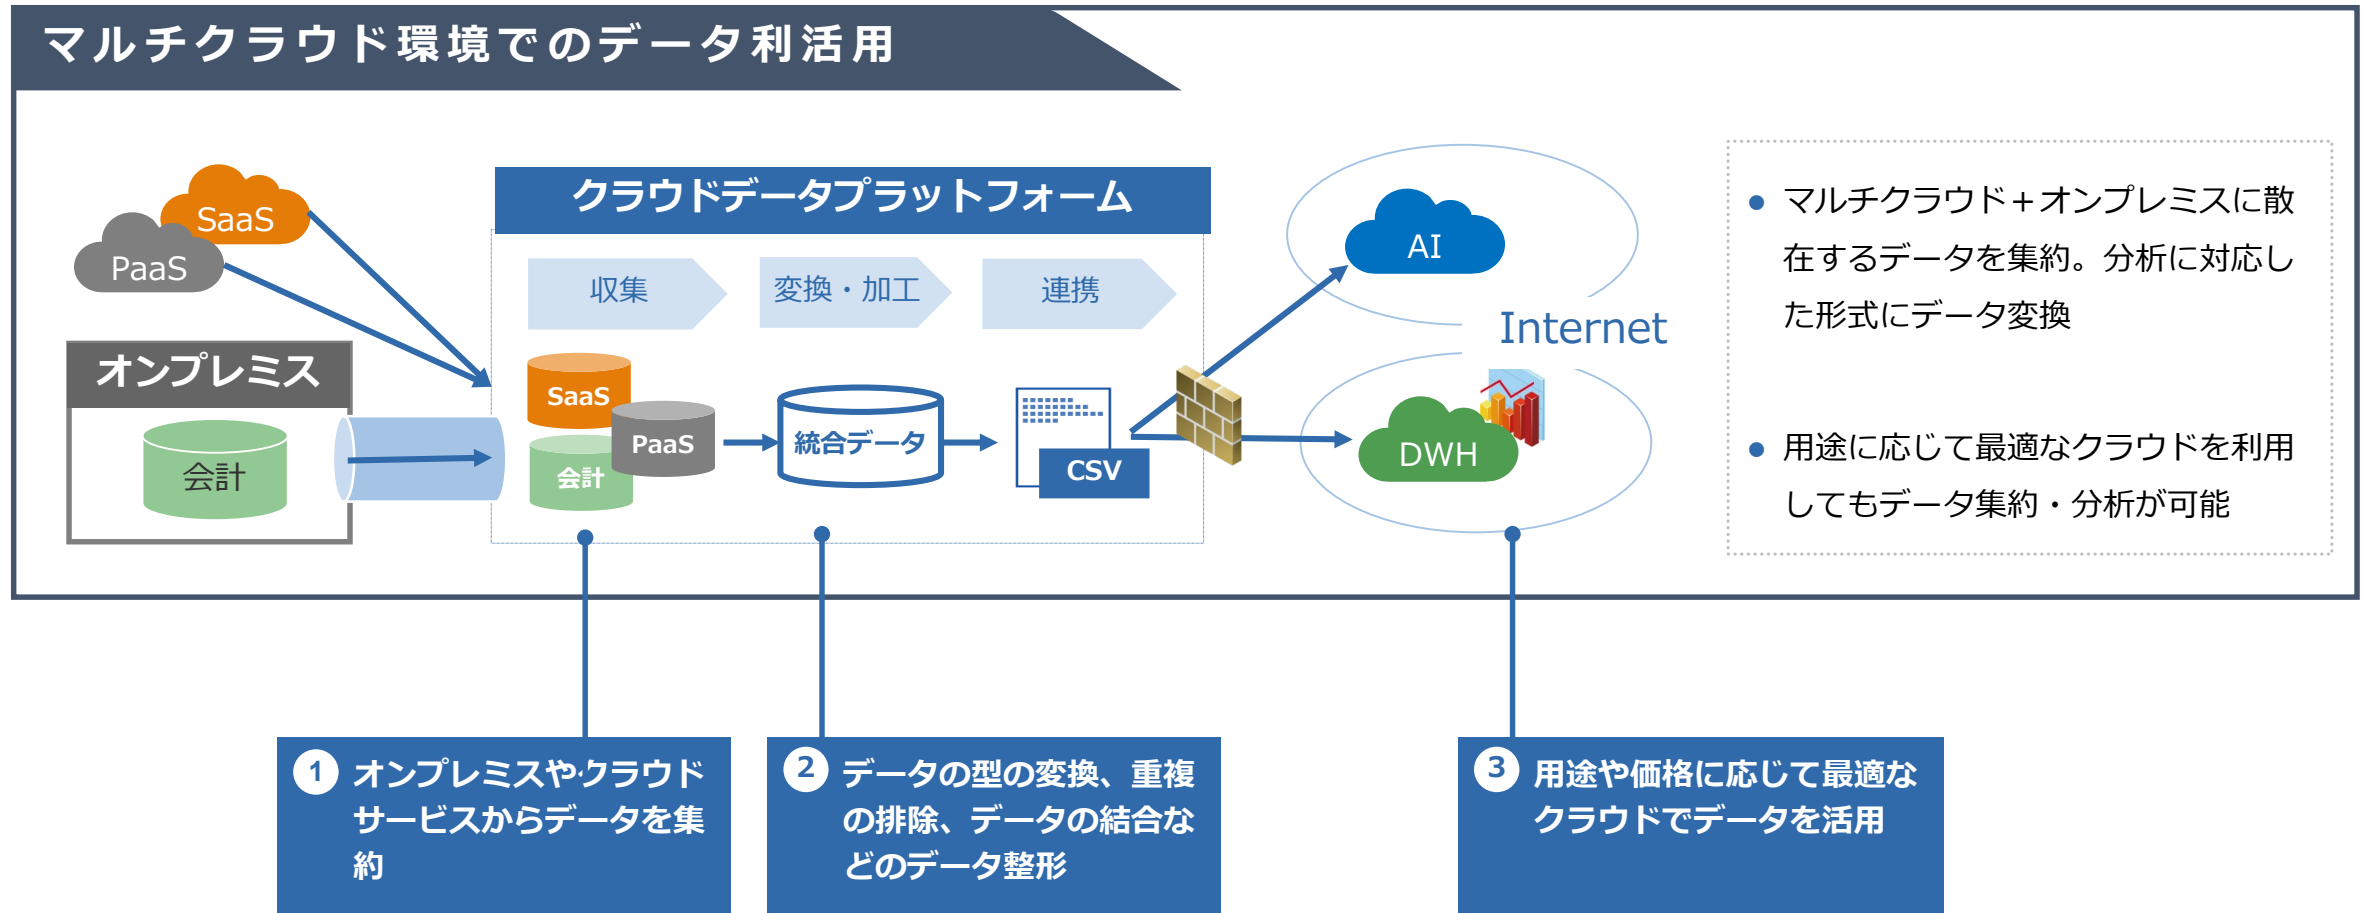 マルチクラウド環境でのデータ利活用
SaaS
PaaS
オンプレミス
会計
クラウドデータプラットフォーム
収集
変換・加工
連携
SaaS
PaaS
会計
統合データ
CSV
AI
Internet
DWH
● マルチクラウド＋オンプレミスに散
在するデータを集約。分析に対応し
た形式にデータ変換
● 用途に応じて最適なクラウドを利用
してもデータ集約・分析が可能
1 オンプレミスやクラウド
サービスからデータを集
約
2 データの型の変換、重複
の排除、データの結合な
どのデータ整形
3 用途や価格に応じて最適な
クラウドでデータを活用